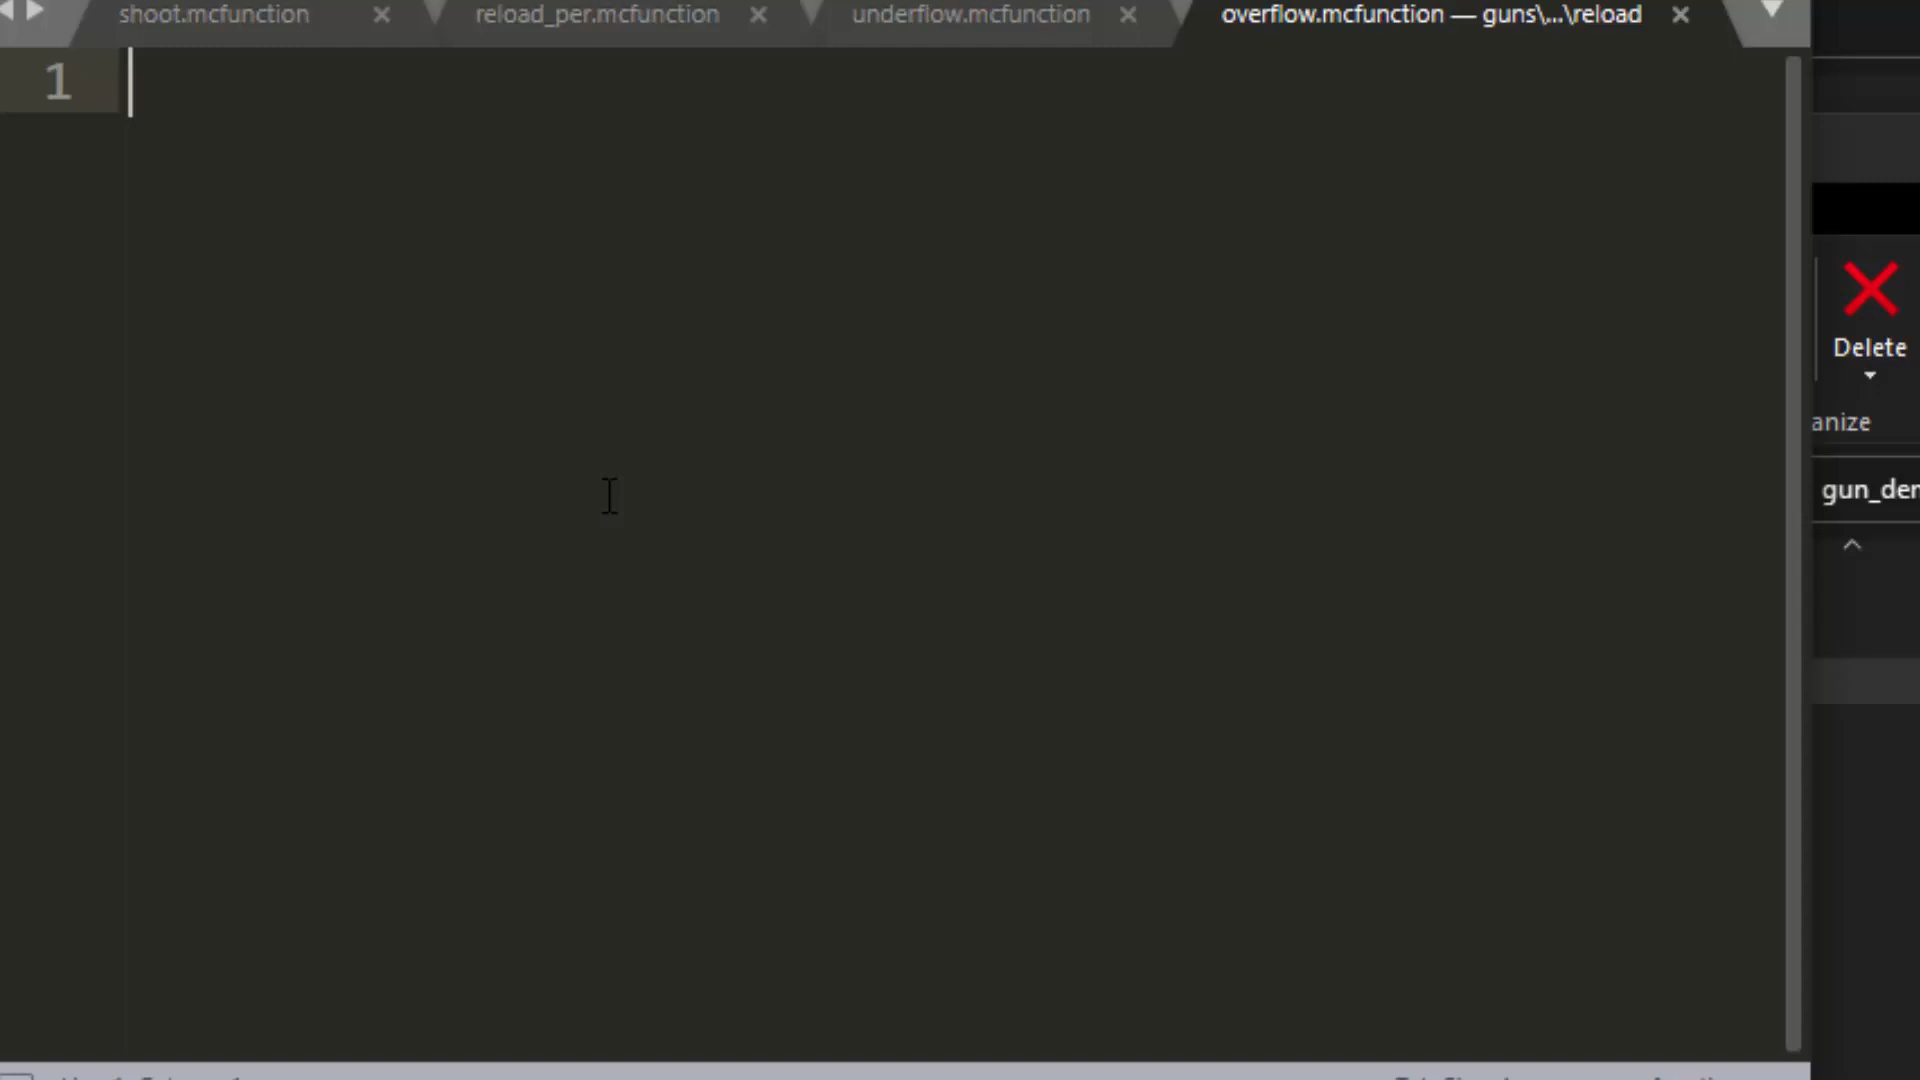 shoot.mcfunction
reload_per.mcfunction
underflow.mcfunction
overflow.mcfunction — guns\...\reload
1
Delete
anize
gun_der